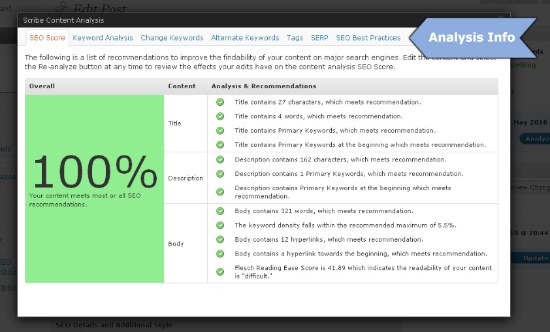 Edit Post
Scribe Content Analysis
SEO Score Keyword Analysis Change Keywords Alternate Keywords Tags SERP SEO Best Practices
Analysis Info
The following is a list of recommendations to improve the findability of your content on major search engines. Edit the content and select
the Re-analyze button at any time to review the effects your edits have on the content analysis SEO Score.
Overall Content Analysis & Recommendations
100%
Your content meets most or all SEO
recommendations.
Title
Title contains 27 characters, which meets recommendation.
Title contains 4 words, which meets recommendation.
Title contains Primary Keywords, which meets recommendation.
Title contains Primary Keywords at the beginning which meets recommendation.
Description
Description contains 162 characters, which meets recommendation.
Description contains 1 Primary Keywords, which meets recommendation.
Description contains Primary Keywords at the beginning which meets
recommendation.
Body
Body contains 321 words, which meets recommendation.
The keyword density falls within the recommended maximum of 5.5%.
Body contains 12 hyperlinks, which meets recommendation.
Body contains a hyperlink towards the beginning, which meets recommendation.
Flesch Reading Ease Score is 41.89 which indicates the readability of your content
is "difficult."
May 2010
Update
SEO Details and Additional Style